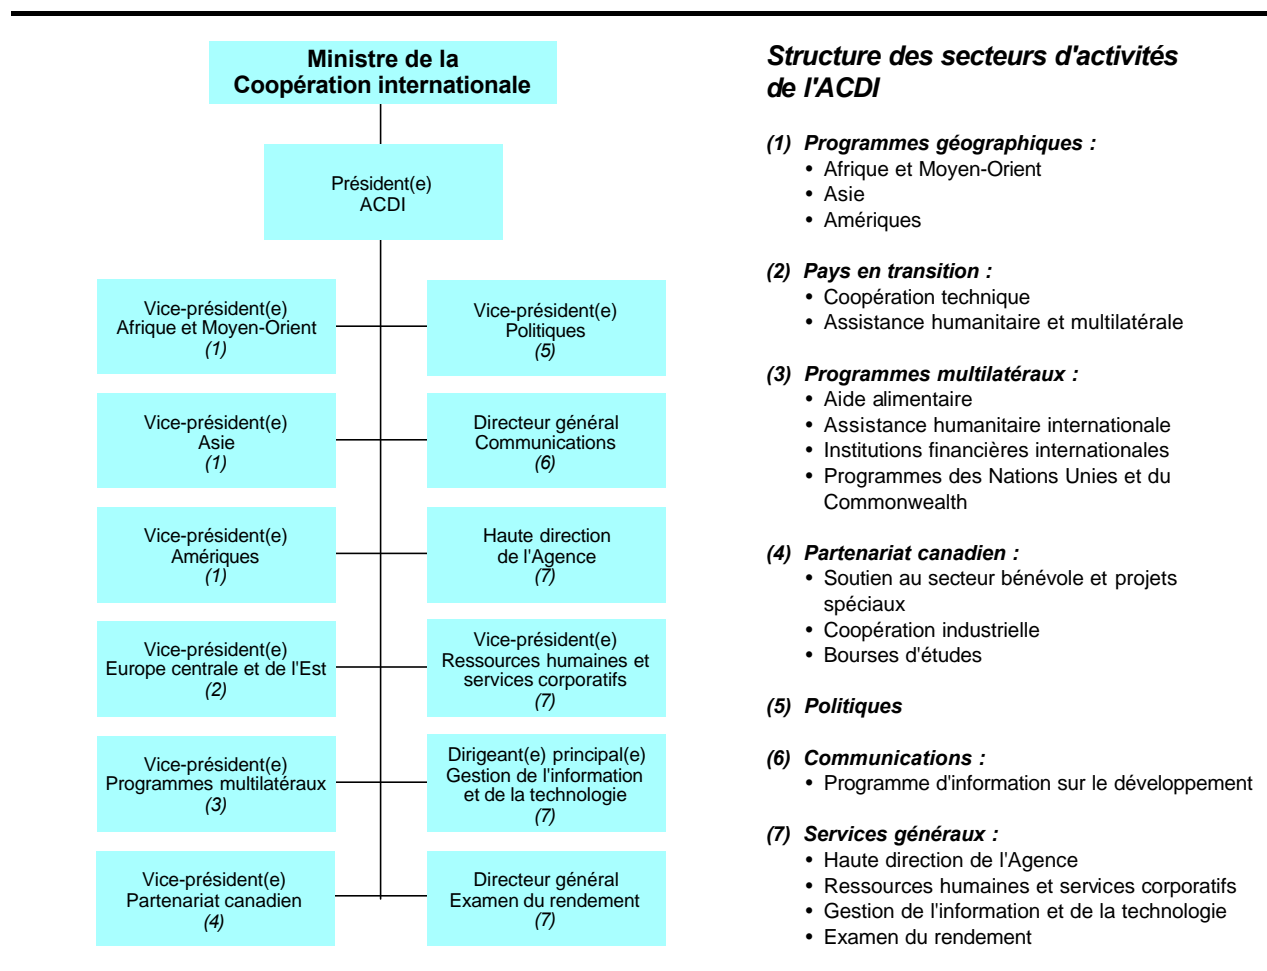 Ministre de la
Coopération internationale
Président(e)
ACDI
Vice-président(e)
Afrique et Moyen-Orient
(1)
Vice-président(e)
Politiques
(5)
Vice-président(e)
Asie
(1)
Directeur général
Communications
(6)
Vice-président(e)
Amériques
(1)
Haute direction
de l'Agence
(7)
Vice-président(e)
Europe centrale et de l'Est
(2)
Vice-président(e)
Ressources humaines et
services corporatifs
(7)
Vice-président(e)
Programmes multilatéraux
(3)
Dirigeant(e) principal(e)
Gestion de l'information
et de la technologie
(7)
Vice-président(e)
Partenariat canadien
(4)
Directeur général
Examen du rendement
(7)
Structure des secteurs d'activités
de l'ACDI
(1) Programmes géographiques :
• Afrique et Moyen-Orient
• Asie
• Amériques
(2) Pays en transition :
• Coopération technique
• Assistance humanitaire et multilatérale
(3) Programmes multilatéraux :
• Aide alimentaire
• Assistance humanitaire internationale
• Institutions financières internationales
• Programmes des Nations Unies et du
Commonwealth
(4) Partenariat canadien :
• Soutien au secteur bénévole et projets
spéciaux
• Coopération industrielle
• Bourses d'études
(5) Politiques
(6) Communications :
• Programme d'information sur le développement
(7) Services généraux :
• Haute direction de l'Agence
• Ressources humaines et services corporatifs
• Gestion de l'information et de la technologie
• Examen du rendement